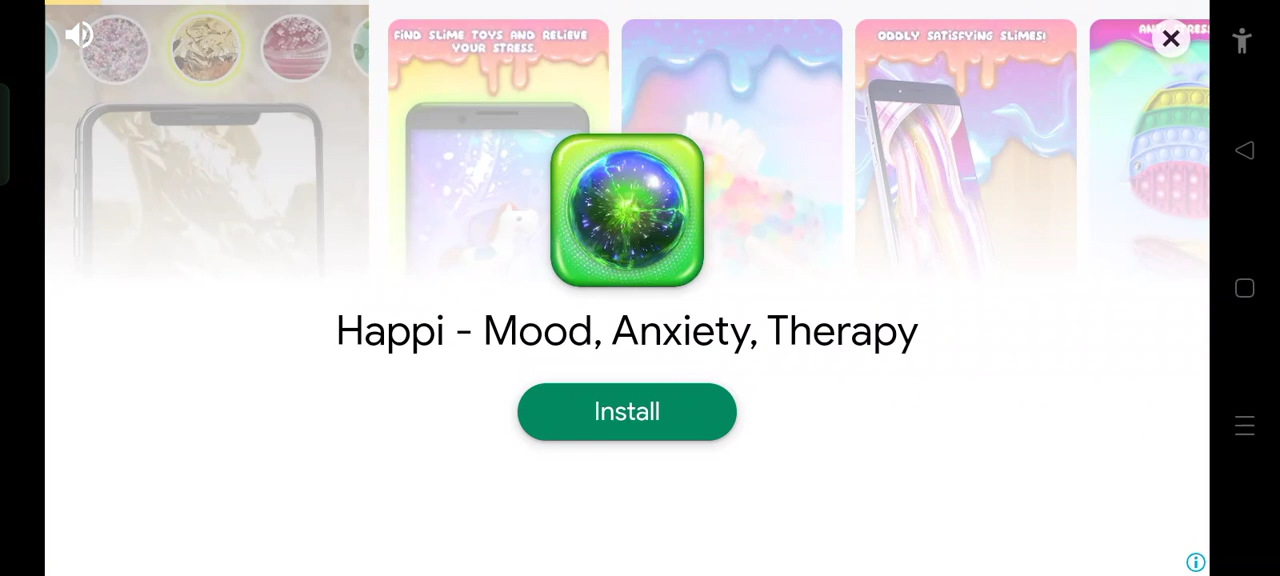 FIND SLIME TOYS AND RELIEVE
YOUR STRESS.
ODDLY SATISFYING SLIMES!
Happi - Mood, Anxiety, Therapy
Install